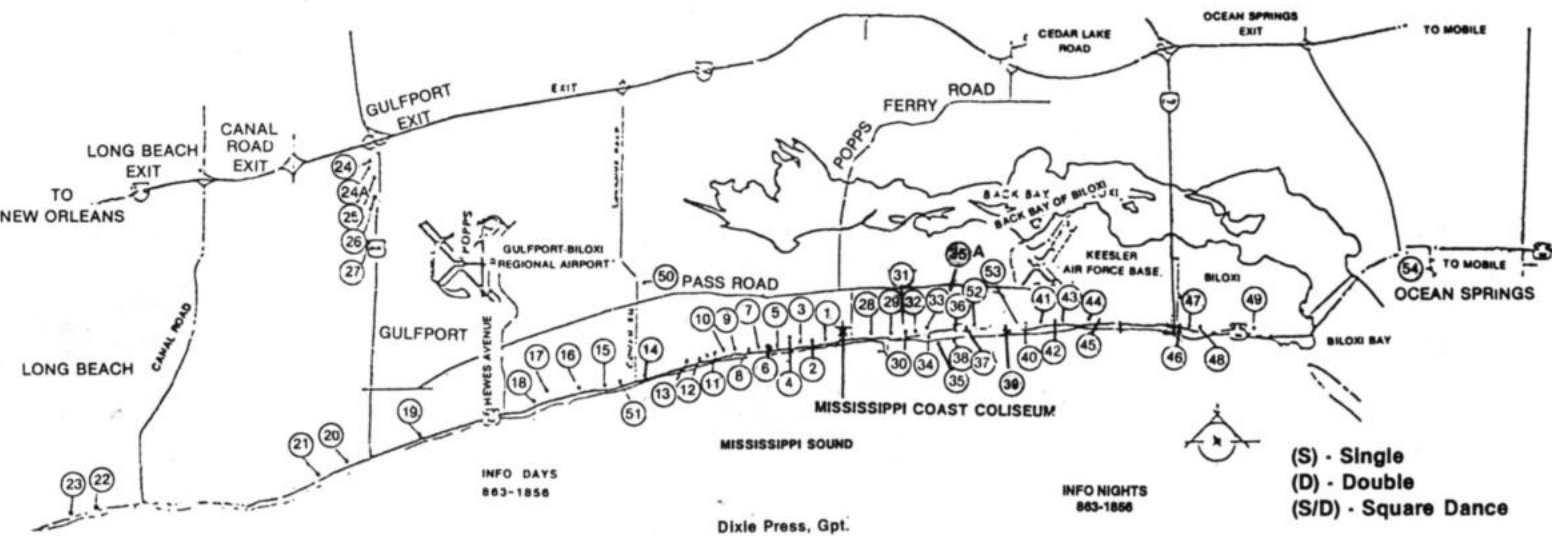 OCEAN SPRINGS
EXIT
TO MOBILE
CEDAR LAKE
ROAD
EXIT
GULFPORT
EXIT
POPPS
FERRY
ROAD
CANAL
ROAD
EXIT
LONG BEACH
EXIT
TO
NEW ORLEANS
24
24A
25
26
27
BACK BAY
BACK BAY OF BILOXI
POPPS
GULFPORT-BILOXI
REGIONAL AIRPORT
KEESLER
AIR FORCE BASE
BILOXI
54
TO MOBILE
OCEAN SPRINGS
50
PASS ROAD
31
A
53
28
29
32
33
36
52
41
43
44
47
49
10
9
7
5
3
1
GULFPORT
CANAL ROAD
LONG BEACH
HEWES AVENUE
18
17
16
15
14
51
13
12
11
8
6
4
2
30
34
35
38
37
39
40
42
45
46
48
BILOXI BAY
MISSISSIPPI COAST COLISEUM
MISSISSIPPI SOUND
19
20
21
22
23
INFO DAYS
863-1856
INFO NIGHTS
863-1856
(S) - Single
(D) - Double
(S/D) - Square Dance
Dixie Press, Gpt.